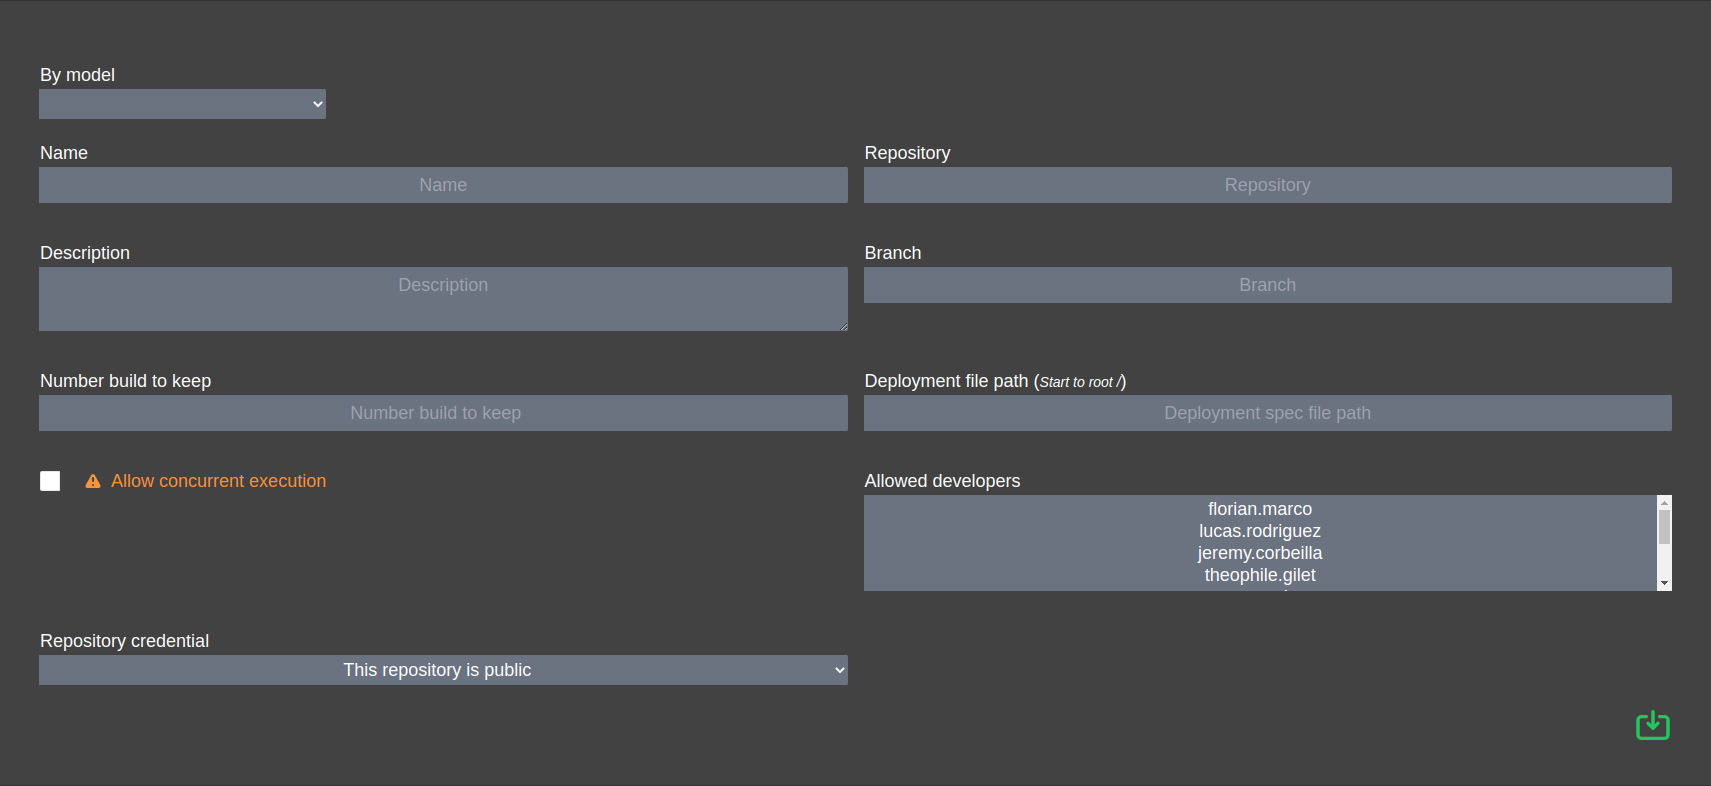 By model
Name
Name
Repository
Repository
Description
Description
Branch
Branch
Number build to keep
Number build to keep
Deployment file path (Start to root /)
Deployment spec file path
Allow concurrent execution
Allowed developers
florian.marco
lucas.rodriguez
jeremy.corbeilla
theophile.gilet
Repository credential
This repository is public